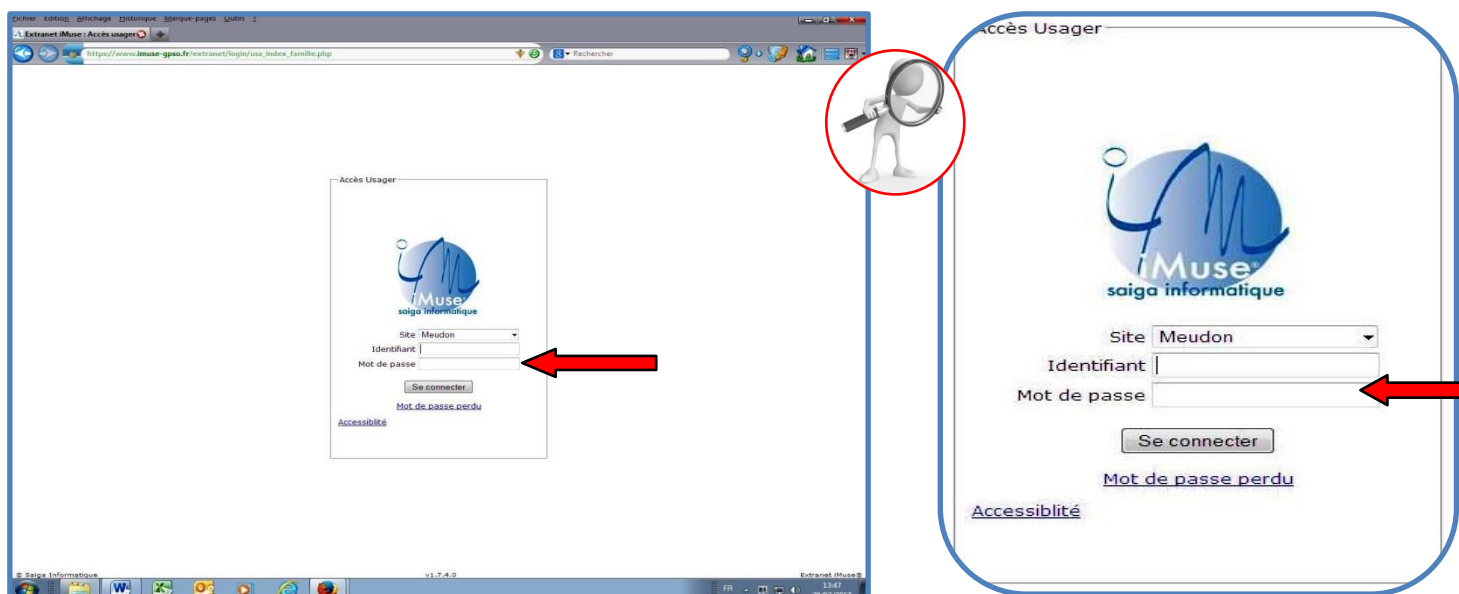 Fichier Edition Affichage Historique Marque-pages Outils ?
Extranet iMuse : Accès usager
https://www.imuse-gpso.fr/extranet/login/usa_index_famille.php
Rechercher
Accès Usager
iMuse
saiga informatique
Site Meudon
Identifiant
Mot de passe
Se connecter
Mot de passe perdu
Accessiblité
© Saiga Informatique v1.7.4.0 Extranet iMuse®
FR 13:47
Accès Usager
iMuse®
saiga informatique
Site Meudon
Identifiant
Mot de passe
Se connecter
Mot de passe perdu
Accessiblité